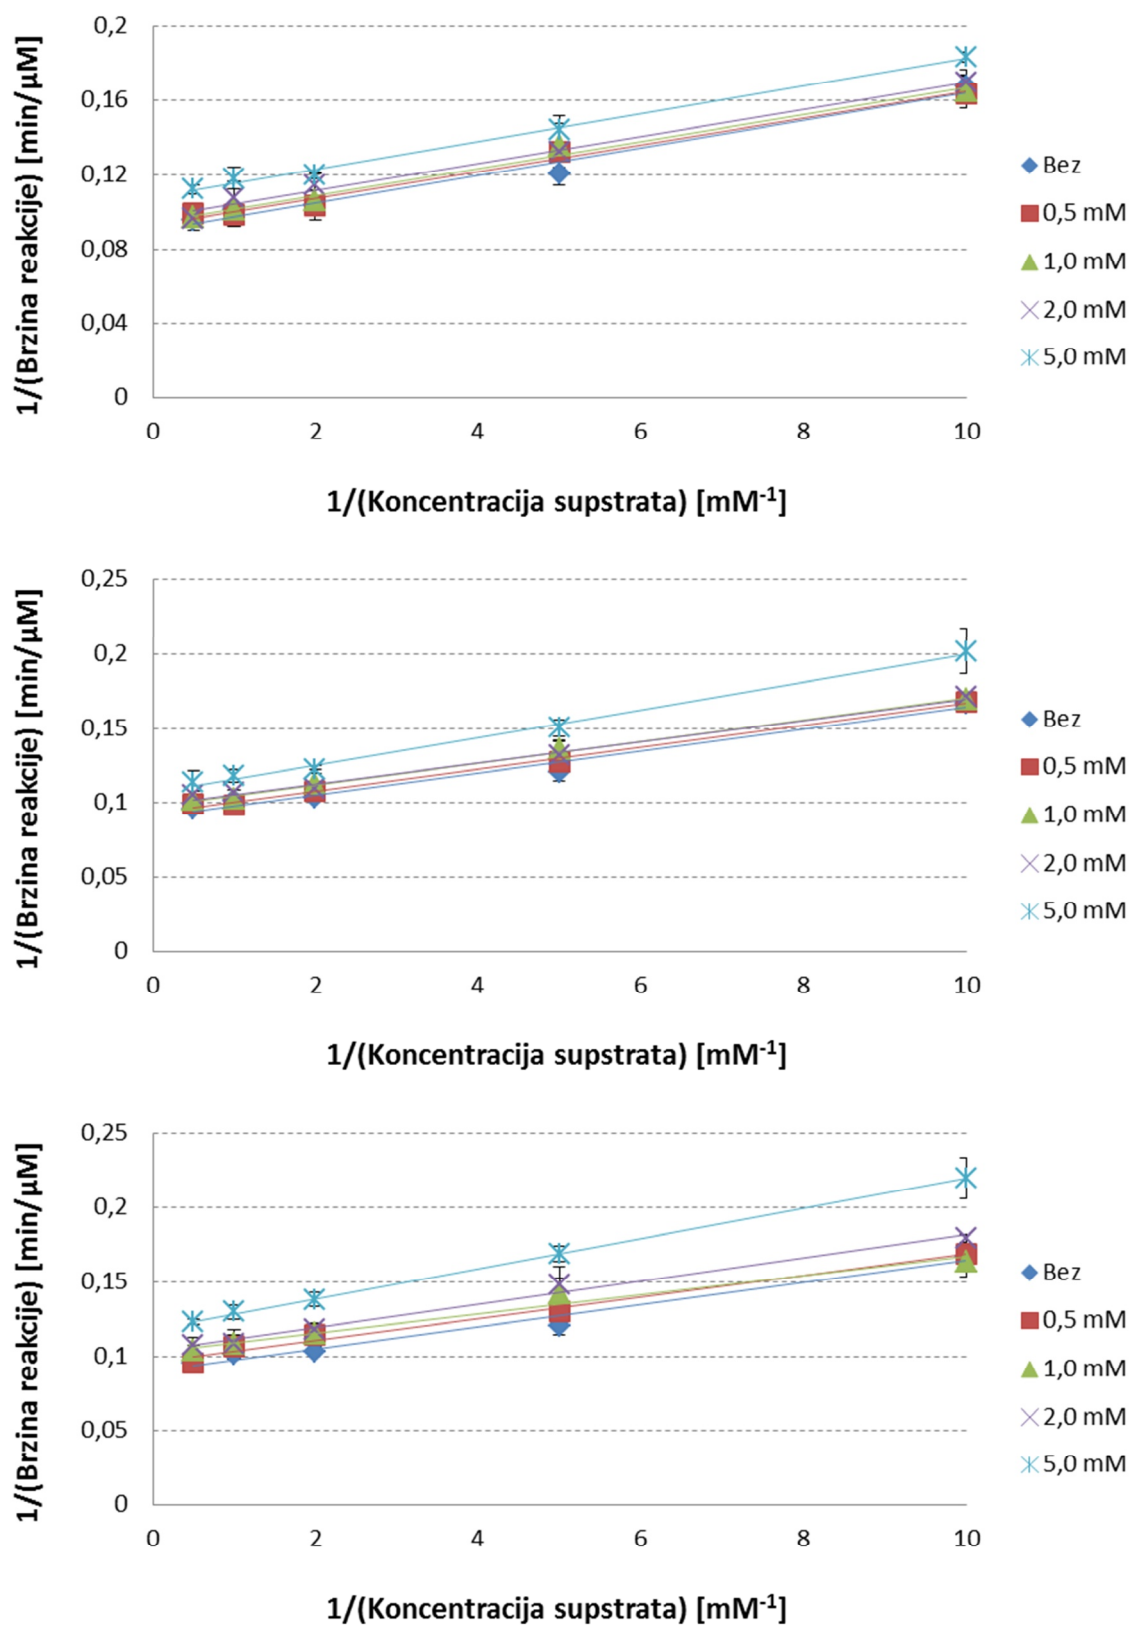 1/(Brzina reakcije) [min/µM]
0,2
0,16
0,12
0,08
0,04
0
0 2 4 6 8 10
1/(Koncentracija supstrata) [mM-1]
Bez
0,5 mM
1,0 mM
2,0 mM
5,0 mM
1/(Brzina reakcije) [min/µM]
0,25
0,2
0,15
0,1
0,05
0
0 2 4 6 8 10
1/(Koncentracija supstrata) [mM-1]
Bez
0,5 mM
1,0 mM
2,0 mM
5,0 mM
1/(Brzina reakcije) [min/µM]
0,25
0,2
0,15
0,1
0,05
0
0 2 4 6 8 10
1/(Koncentracija supstrata) [mM-1]
Bez
0,5 mM
1,0 mM
2,0 mM
5,0 mM